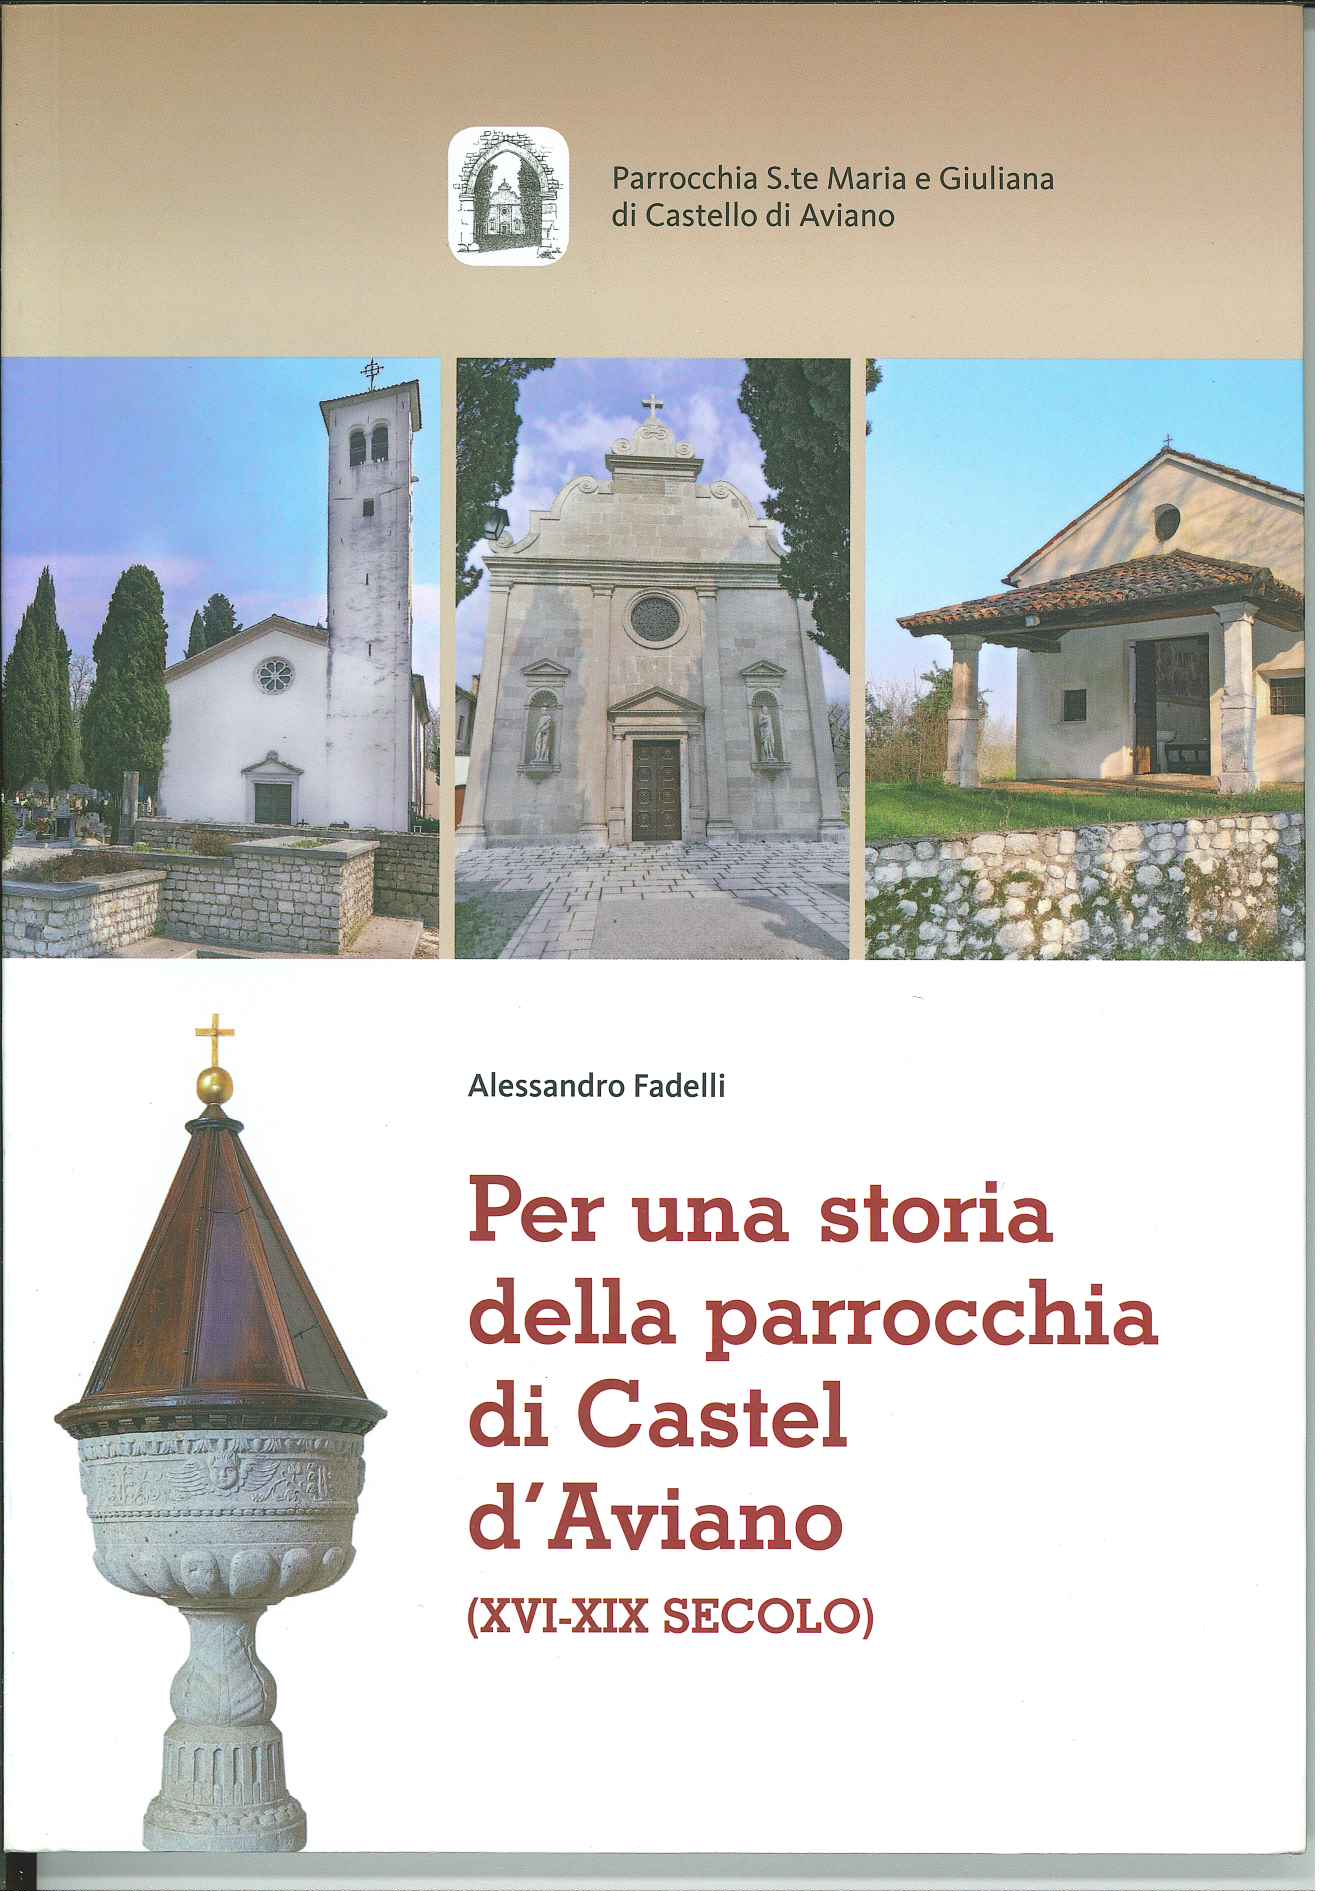 Parrocchia S.te Maria e Giuliana
di Castello di Aviano
Alessandro Fadelli
Per una storia
della parrocchia
di Castel
d'Aviano
(XVI-XIX SECOLO)